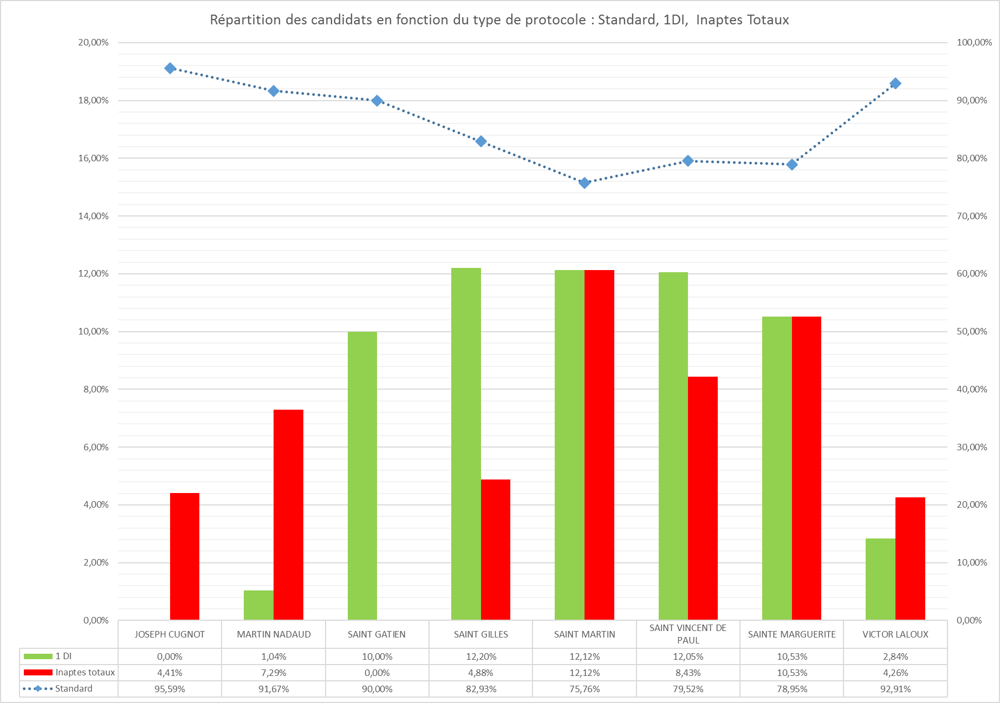 Répartition des candidats en fonction du type de protocole : Standard, 1DI,  Inaptes Totaux
20,00% 100,00%
18,00% 90,00%
16,00% 80,00%
14,00% 70,00%
12,00% 60,00%
10,00% 50,00%
8,00% 40,00%
6,00% 30,00%
4,00% 20,00%
2,00% 10,00%
0,00% 0,00%
JOSEPH CUGNOT MARTIN NADAUD SAINT GATIEN SAINT GILLES SAINT MARTIN SAINT VINCENT DE PAUL SAINTE MARGUERITE VICTOR LALOUX
1 DI 0,00% 1,04% 10,00% 12,20% 12,12% 12,05% 10,53% 2,84%
Inaptes totaux 4,41% 7,29% 0,00% 4,88% 12,12% 8,43% 10,53% 4,26%
Standard 95,59% 91,67% 90,00% 82,93% 75,76% 79,52% 78,95% 92,91%